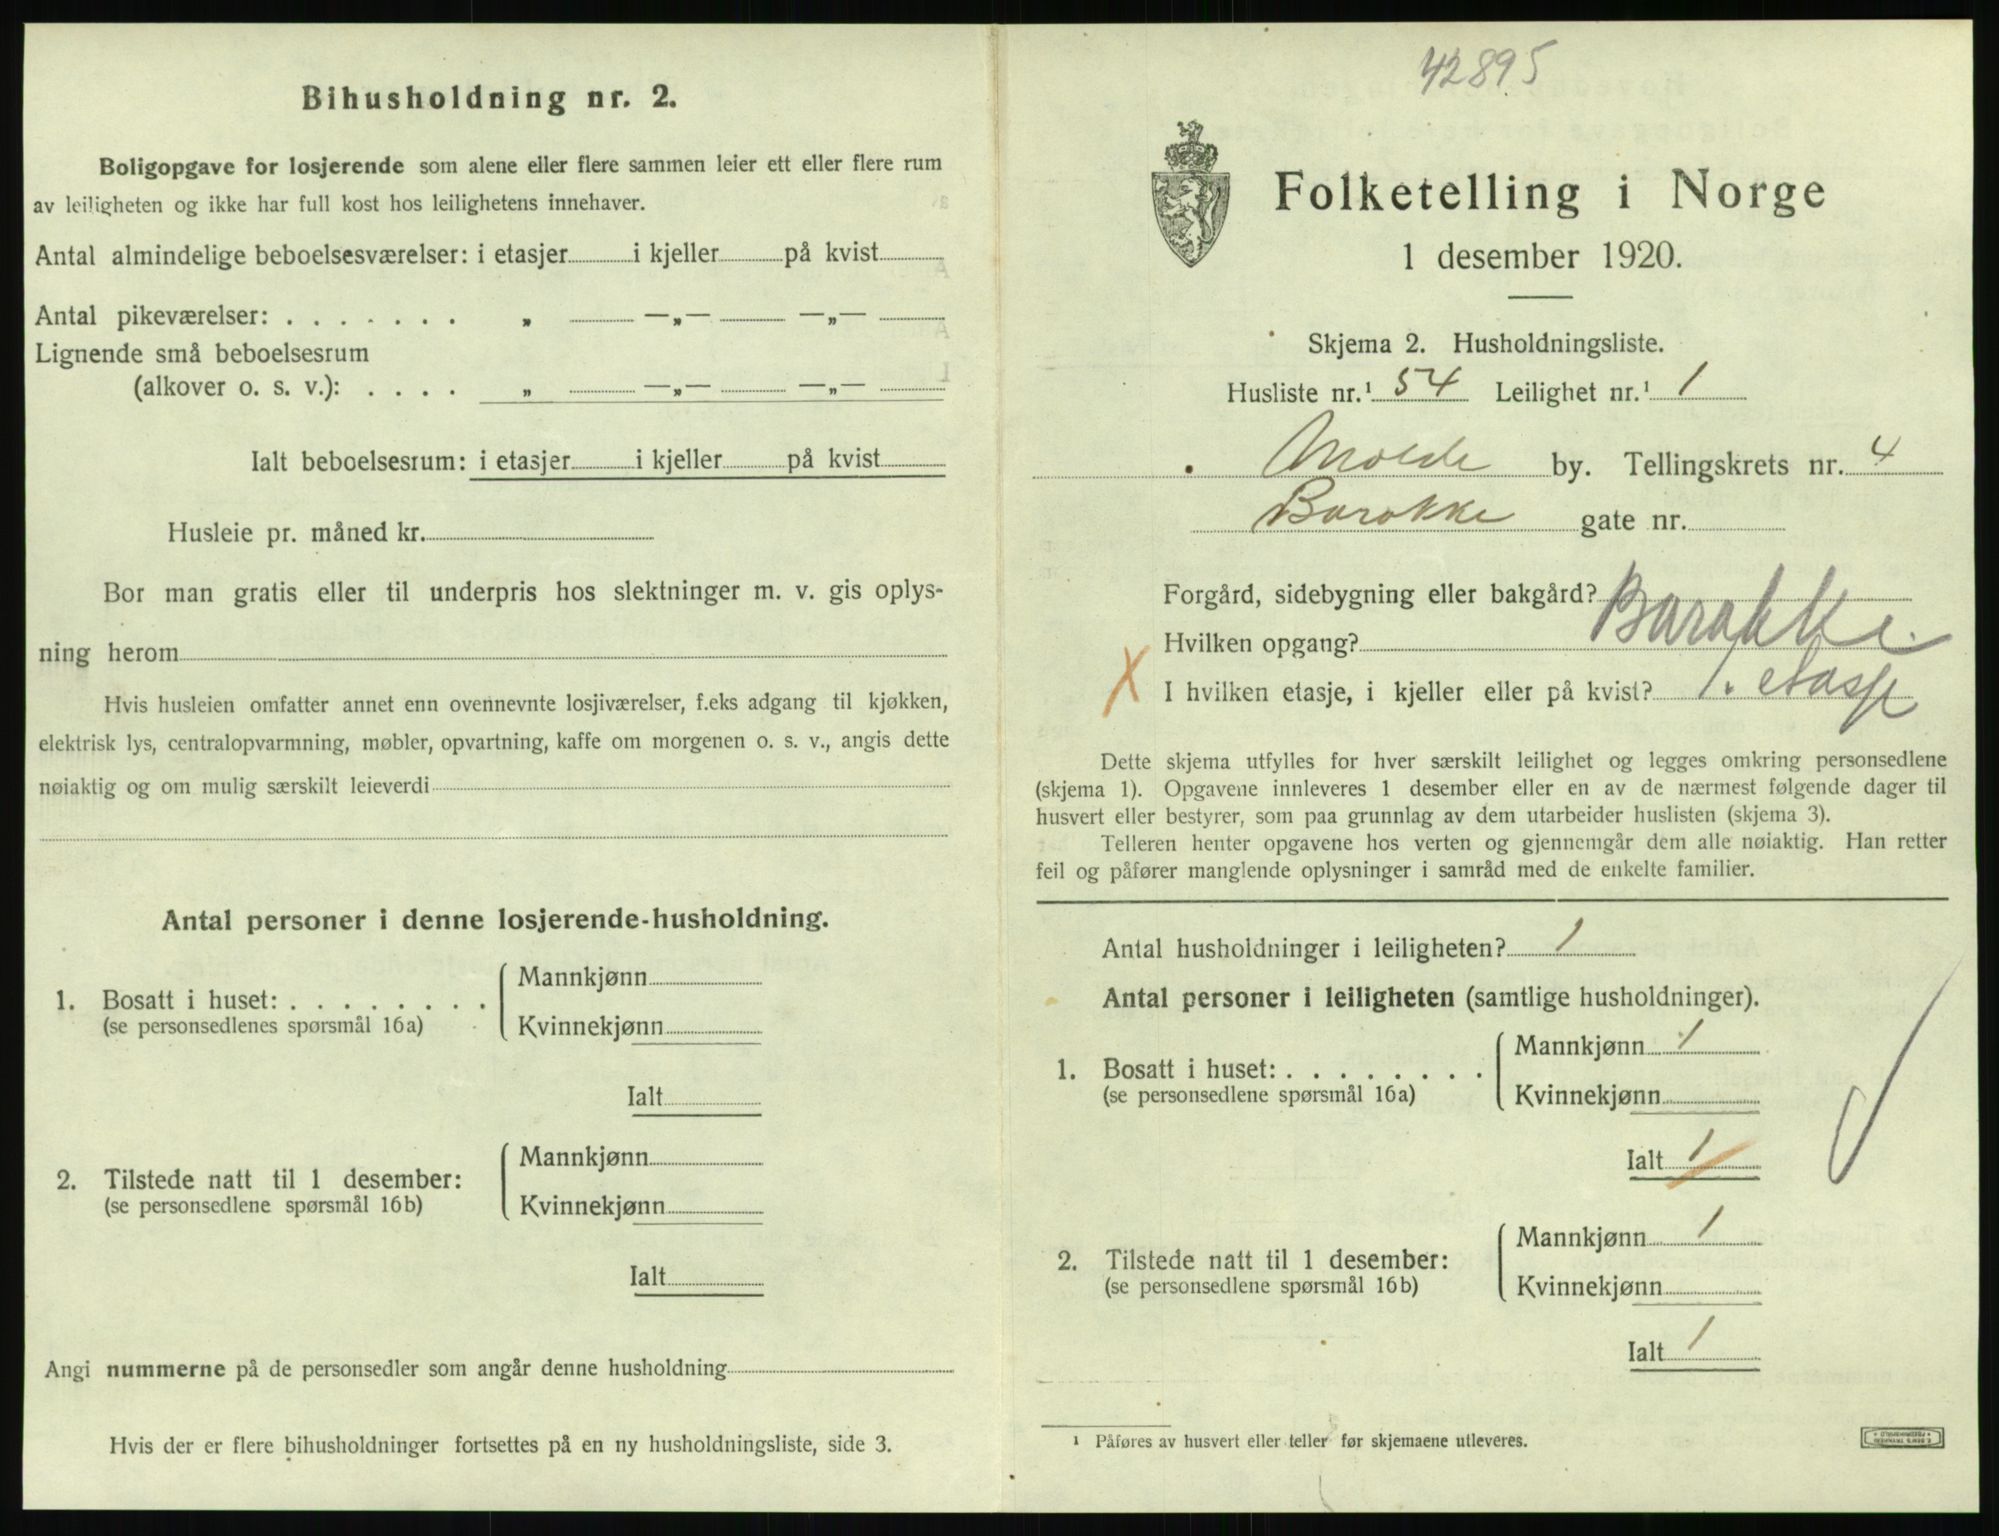 Bihusholdning nr. 2.
Boligopgave for losjerende som alene eller flere sammen leier ett eller flere rum
av leiligheten og ikke har full kost hos leilighetens innehaver.
Antal almindelige beboelsesværelser: i etasjer i kjeller på kvist
Antal pikeværelser: . . . . . . . „ —„— —„—
Lignende små beboelsesrum
(alkover o. s. v.): . . . . „ —„— —„—
Ialt beboelsesrum: i etasjer i kjeller på kvist
Husleie pr. måned kr.
Bor man gratis eller til underpris hos slektninger m. v. gis oplys-
ning herom
Hvis husleien omfatter annet enn ovennevnte losjiværelser, f.eks adgang til kjøkken,
elektrisk lys, centralopvarmning, møbler, opvartning, kaffe om morgenen o. s. v., angis dette
nøiaktig og om mulig særskilt leieverdi
Antal personer i denne losjerende-husholdning.
Mannkjønn
1. Bosatt i huset: . . . . . . . .
(se personsedlenes spørsmål 16a)
Kvinnekjønn
Ialt
Mannkjønn
2. Tilstede natt til 1 desember:
(se personsedlene spørsmål 16b)
Kvinnekjønn
Ialt
Angi nummerne på de personsedler som angår denne husholdning
Hvis der er flere bihusholdninger fortsettes på en ny husholdningsliste, side 3.
42895
Folketelling i Norge
1 desember 1920.
Skjema 2. Husholdningsliste.
Husliste nr.¹ 54 Leilighet nr.¹ 1
Molde by. Tellingskrets nr. 4
Barakke gate nr.
Forgård, sidebygning eller bakgård? Barakke
Hvilken opgang?
X I hvilken etasje, i kjeller eller på kvist? 1. etasje
Dette skjema utfylles for hver særskilt leilighet og legges omkring personsedlene
(skjema 1). Opgavene innleveres 1 desember eller en av de nærmest følgende dager til
husvert eller bestyrer, som paa grunnlag av dem utarbeider huslisten (skjema 3).
Telleren henter opgavene hos verten og gjennemgår dem alle nøiaktig. Han retter
feil og påfører manglende oplysninger i samråd med de enkelte familier.
Antal husholdninger i leiligheten? 1
Antal personer i leiligheten (samtlige husholdninger).
Mannkjønn 1
1. Bosatt i huset: . . . . . . . .
(se personsedlene spørsmål 16a)
Kvinnekjønn
Ialt 1
Mannkjønn 1
2. Tilstede natt til 1 desember:
(se personsedlene spørsmål 16b)
Kvinnekjønn
Ialt 1
¹ Påføres av husvert eller teller før skjemaene utleveres.